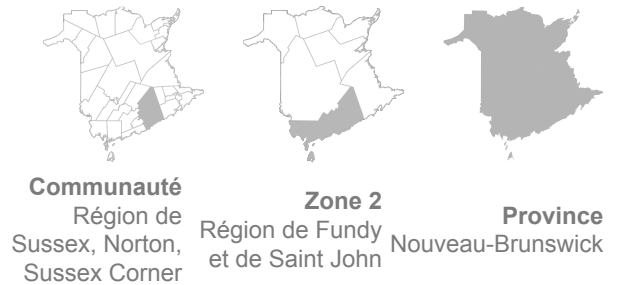 Communauté
Région de
Sussex, Norton,
Sussex Corner
Zone 2
Région de Fundy
et de Saint John
Province
Nouveau-Brunswick